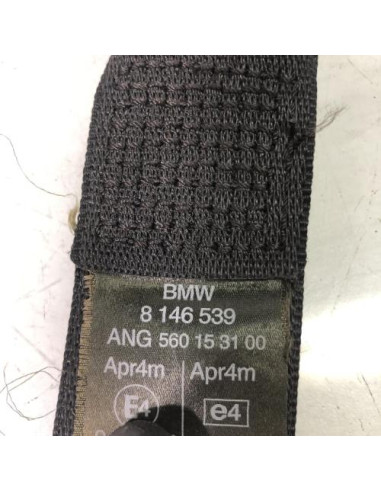 BMW
8 146 539
ANG 560 15 31 00
Apr4m Apr4m
E4 e4